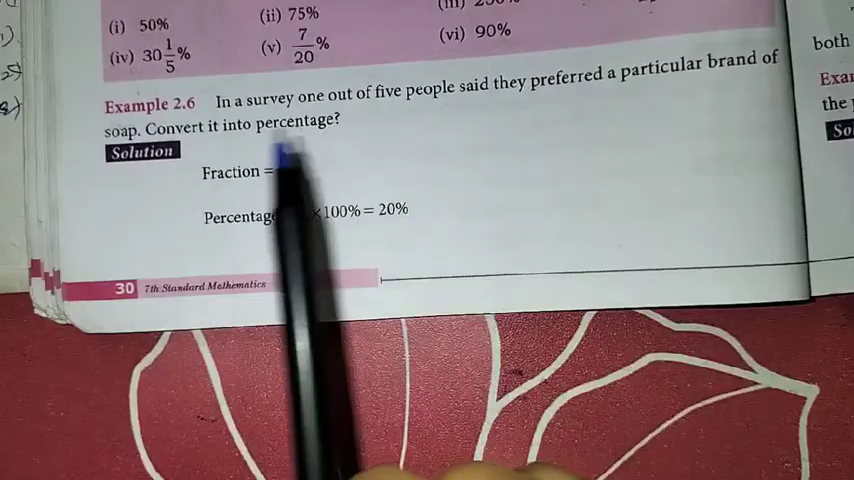 (i) 50%
(ii) 75%
(iv) 30 1/5 %
(v) 7/20 %
(vi) 90%
Example 2.6 In a survey one out of five people said they preferred a particular brand of
soap. Convert it into percentage?
Solution
Fraction =
Percentage ×100% = 20%
30 7th Standard Mathematics
both
the